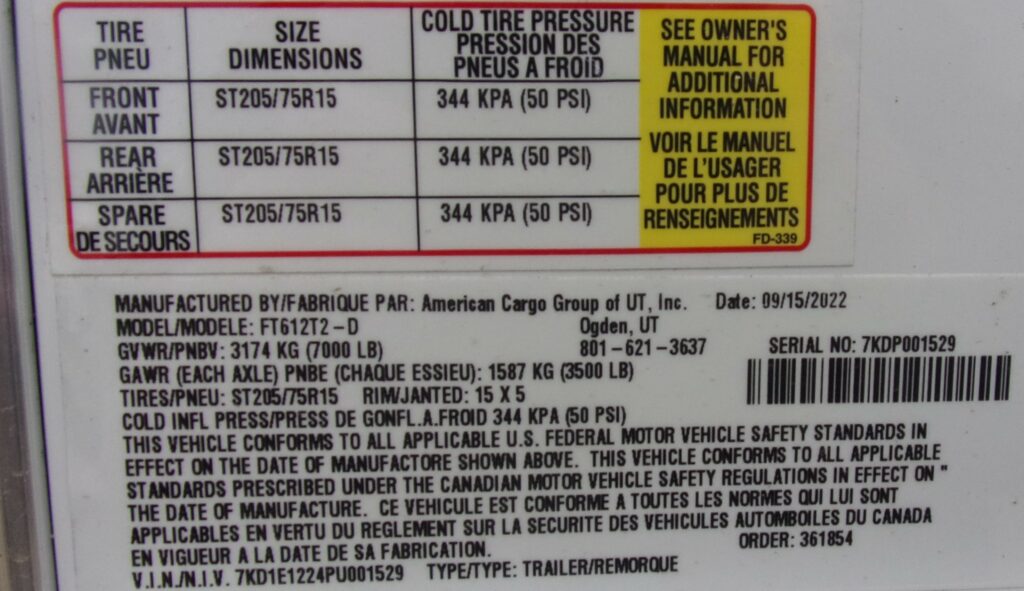 TIRE PNEU SIZE DIMENSIONS COLD TIRE PRESSURE PRESSION DES PNEUS A FROID
FRONT AVANT ST205/75R15 344 KPA (50 PSI)
REAR ARRIÈRE ST205/75R15 344 KPA (50 PSI)
SPARE DE SECOURS ST205/75R15 344 KPA (50 PSI)
SEE OWNER'S
MANUAL FOR
ADDITIONAL
INFORMATION
VOIR LE MANUEL
DE L'USAGER
POUR PLUS DE
RENSEIGNEMENTS
FD-339
MANUFACTURED BY/FABRIQUE PAR: American Cargo Group of UT, Inc. Date: 09/15/2022
MODEL/MODELE: FT612T2-D Ogden, UT
GVWR/PNBV: 3174 KG (7000 LB) 801-621-3637 SERIAL NO: 7KDP001529
GAWR (EACH AXLE) PNBE (CHAQUE ESSIEU): 1587 KG (3500 LB)
TIRES/PNEU: ST205/75R15 RIM/JANTED: 15 X 5
COLD INFL PRESS/PRESS DE GONFL.A.FROID 344 KPA (50 PSI)
THIS VEHICLE CONFORMS TO ALL APPLICABLE U.S. FEDERAL MOTOR VEHICLE SAFETY STANDARDS IN
EFFECT ON THE DATE OF MANUFACTORE SHOWN ABOVE. THIS VEHICLE CONFORMS TO ALL APPLICABLE
STANDARDS PRESCRIBED UNDER THE CANADIAN MOTOR VEHICLE SAFETY REGULATIONS IN EFFECT ON "
THE DATE OF MANUFACTURE. CE VEHICULE EST CONFORME A TOUTES LES NORMES QUI LUI SONT
APPLICABLES EN VERTU DU REGLEMENT SUR LA SECURITE DES VEHICULES AUTOMBOILES DU CANADA
EN VIGUEUR A LA DATE DE SA FABRICATION. ORDER: 361854
V.I.N./N.I.V. 7KD1E1224PU001529 TYPE/TYPE: TRAILER/REMORQUE